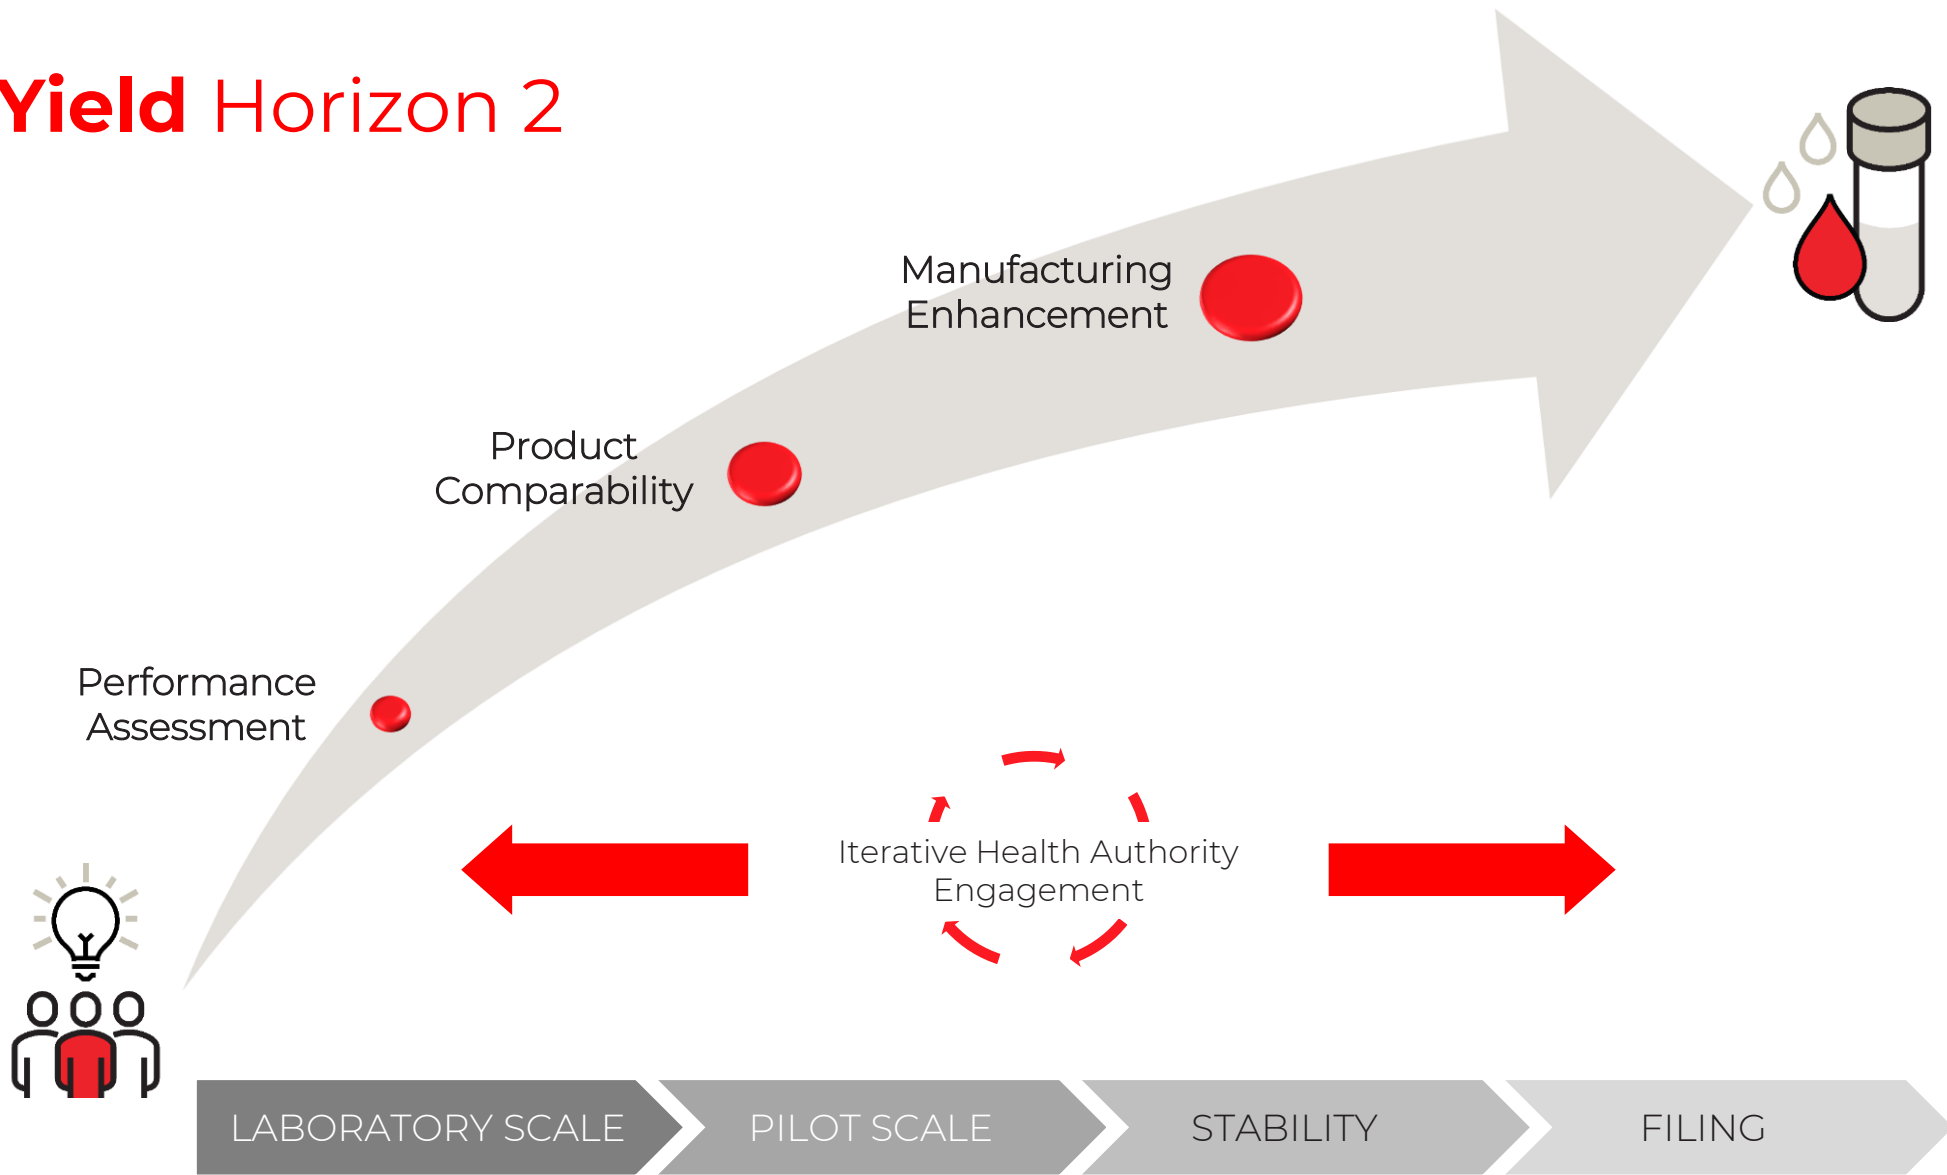 Yield Horizon 2
Manufacturing
Enhancement
Product
Comparability
Performance
Assessment
Iterative Health Authority
Engagement
LABORATORY SCALE
PILOT SCALE
STABILITY
FILING